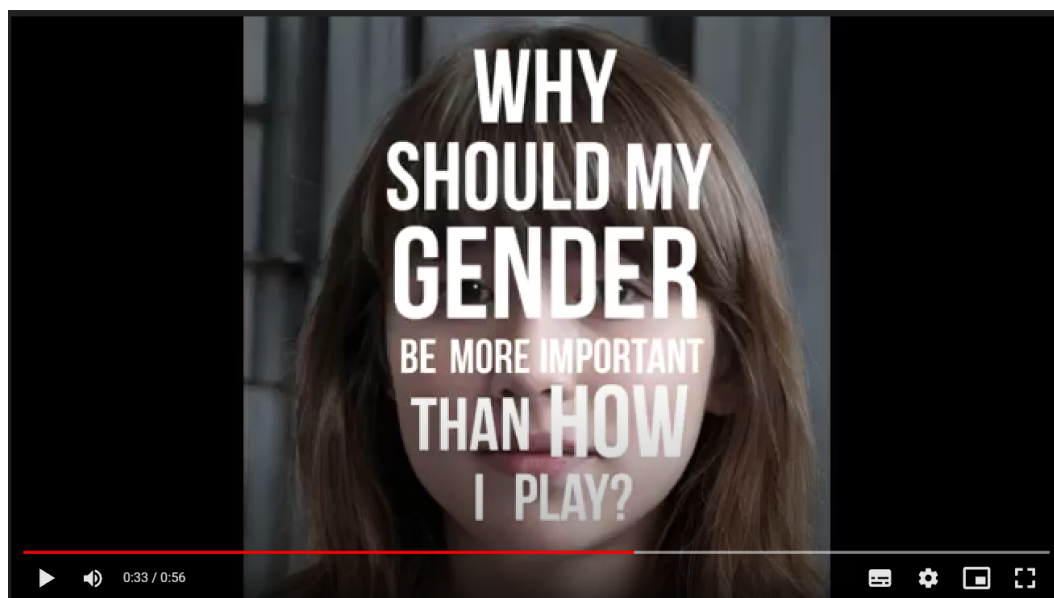 WHY
SHOULD MY
GENDER
BE MORE IMPORTANT
THAN HOW
I PLAY?
0:33 / 0:56